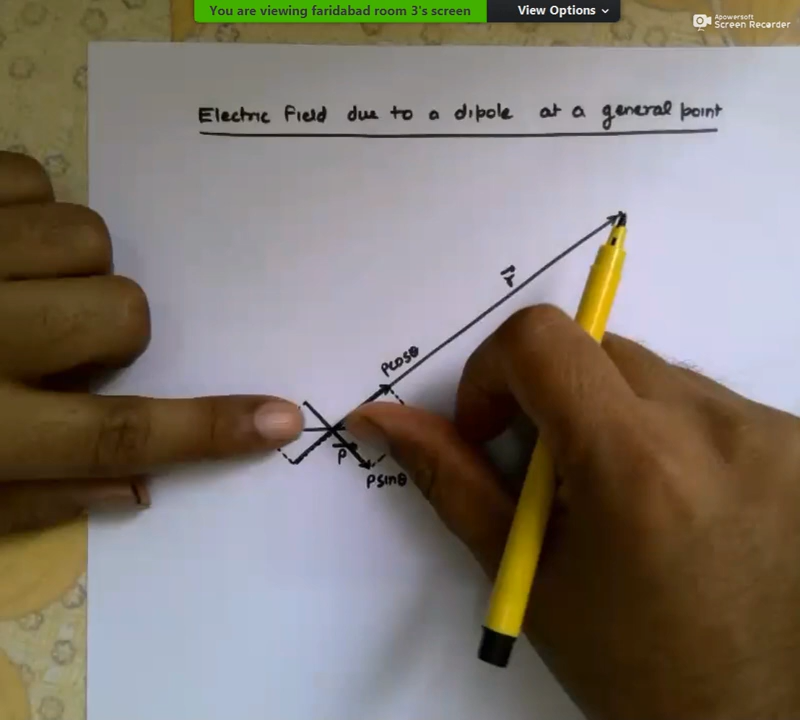 You are viewing faridabad room 3's screen
View Options
Apowersoft
Screen Recorder
Electric Field due to a dipole at a general point
r
pcosθ
P
psinθ